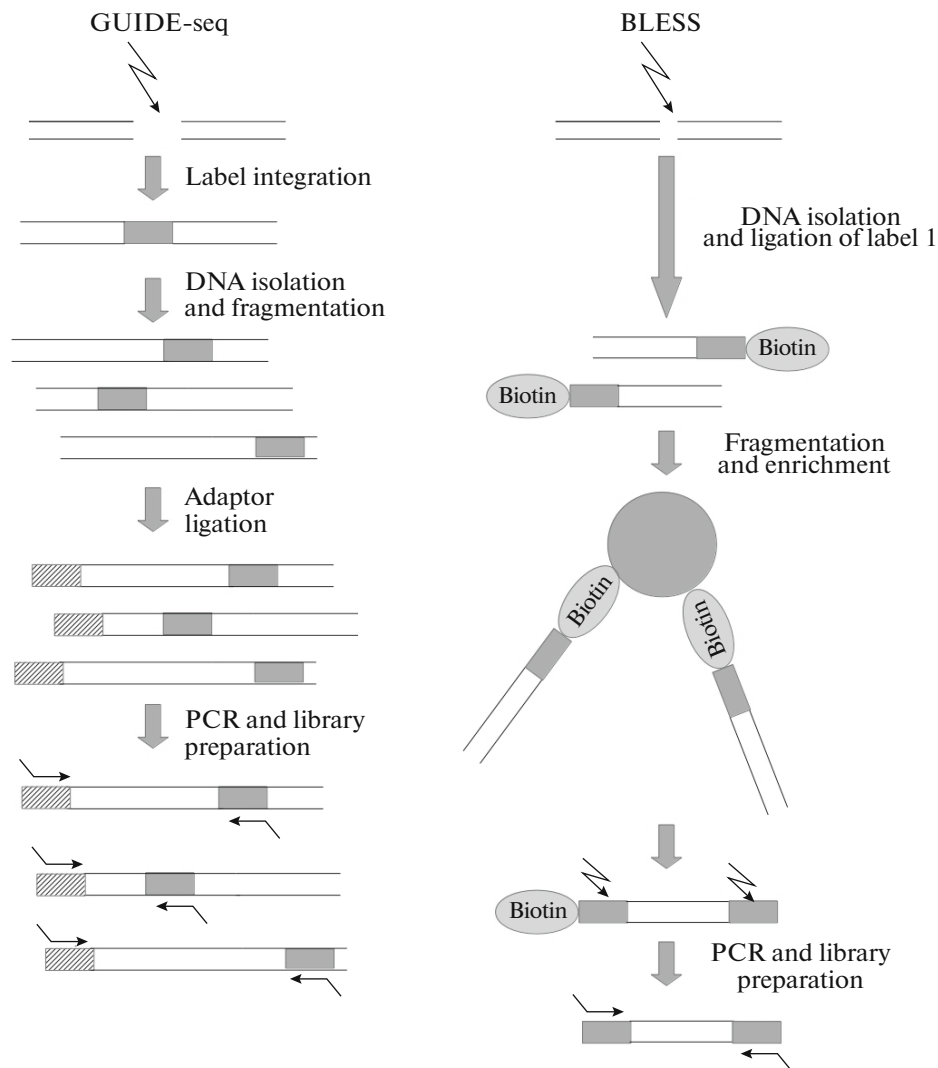 GUIDE-seq
Label integration
DNA isolation
and fragmentation
Adaptor
ligation
PCR and library
preparation
BLESS
DNA isolation
and ligation of label 1
Biotin
Biotin
Fragmentation
and enrichment
Biotin
Biotin
Biotin
PCR and library
preparation